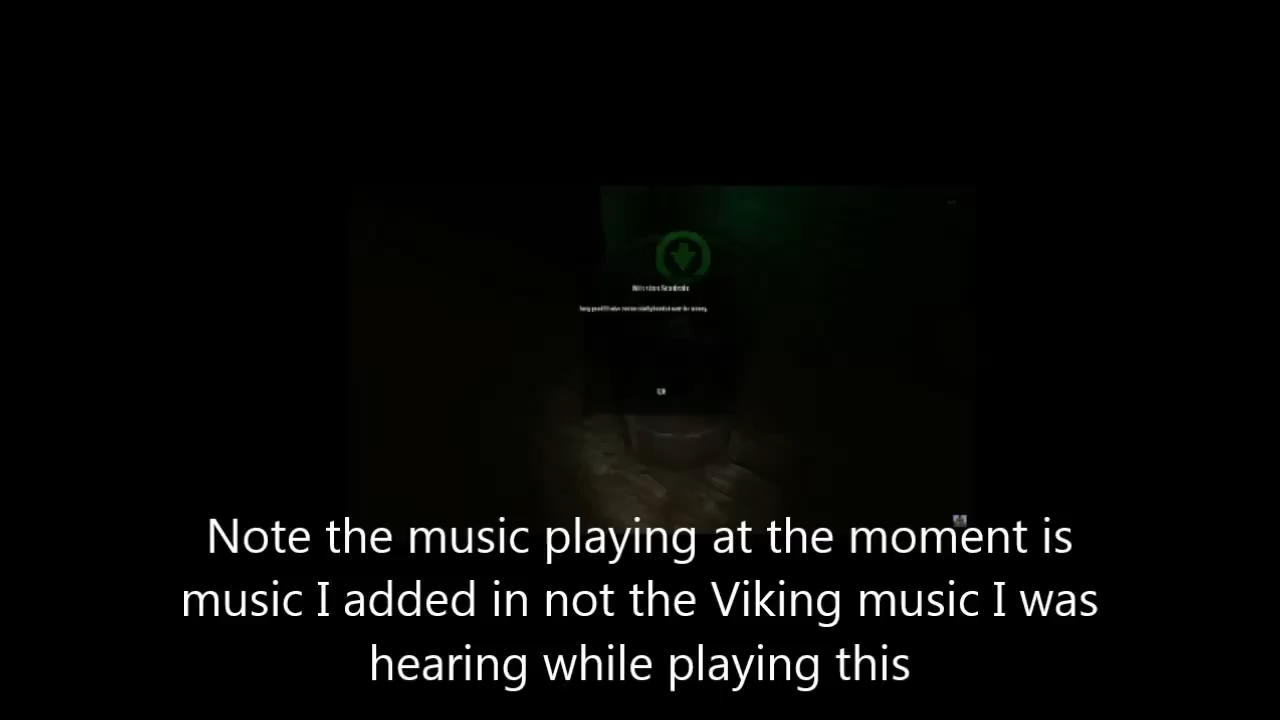 Note the music playing at the moment is
music I added in not the Viking music I was
hearing while playing this